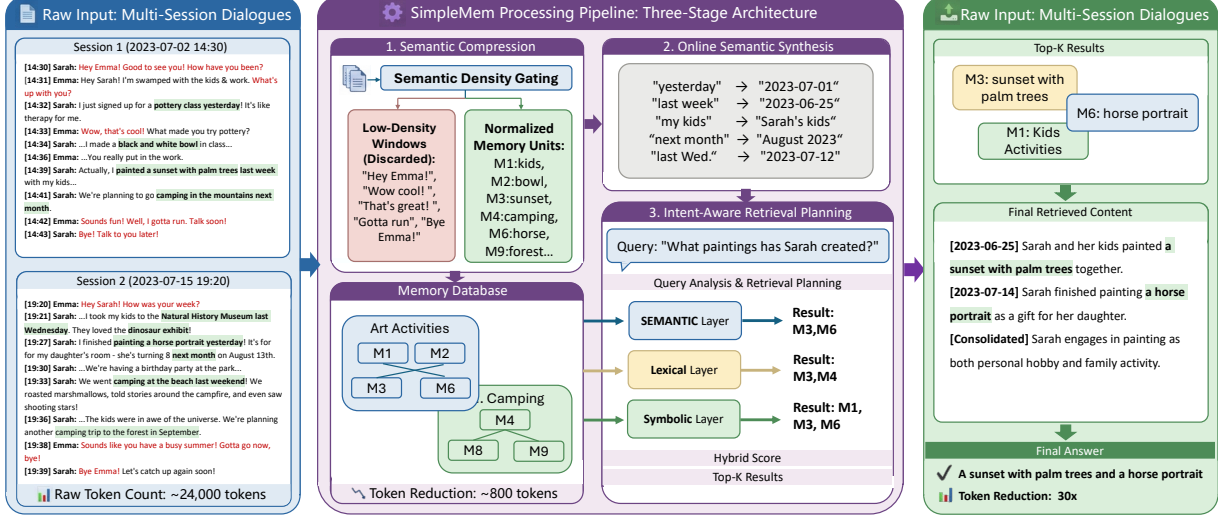 Raw Input: Multi-Session Dialogues
Session 1 (2023-07-02 14:30)
[14:30] Sarah: Hey Emma! Good to see you! How have you been?
[14:31] Emma: Hey Sarah! I'm swamped with the kids & work. What's
up with you?
[14:32] Sarah: I just signed up for a pottery class yesterday! It's like
therapy for me.
[14:33] Emma: Wow, that's cool! What made you try pottery?
[14:34] Sarah: ...I made a black and white bowl in class...
[14:36] Emma: ...You really put in the work.
[14:39] Sarah: Actually, I painted a sunset with palm trees last week
with my kids...
[14:41] Sarah: We're planning to go camping in the mountains next
month.
[14:42] Emma: Sounds fun! Well, I gotta run. Talk soon!
[14:43] Sarah: Bye! Talk to you later!
Session 2 (2023-07-15 19:20)
[19:20] Emma: Hey Sarah! How was your week?
[19:21] Sarah: ...I took my kids to the Natural History Museum last
Wednesday. They loved the dinosaur exhibit!
[19:27] Sarah: I finished painting a horse portrait yesterday! It's for
for my daughter's room - she's turning 8 next month on August 13th.
[19:30] Sarah: ...We're having a birthday party at the park...
[19:33] Sarah: We went camping at the beach last weekend! We
roasted marshmallows, told stories around the campfire, and even saw
shooting stars!
[19:36] Sarah: ...The kids were in awe of the universe. We're planning
another camping trip to the forest in September.
[19:38] Emma: Sounds like you have a busy summer! Gotta go now,
bye!
[19:39] Sarah: Bye Emma! Let's catch up again soon!
Raw Token Count: ~24,000 tokens
SimpleMem Processing Pipeline: Three-Stage Architecture
1. Semantic Compression
Semantic Density Gating
Low-Density
Windows
(Discarded):
"Hey Emma!",
"Wow cool! ",
"That's great! ",
"Gotta run", "Bye
Emma!"
Normalized
Memory Units:
M1:kids,
M2:bowl,
M3:sunset,
M4:camping,
M6:horse,
M9:forest...
Memory Database
Art Activities
M1 M2
M3 M6
... Camping
M4
M8 M9
Token Reduction: ~800 tokens
2. Online Semantic Synthesis
"yesterday" → "2023-07-01"
"last week" → "2023-06-25“
"my kids" → "Sarah's kids“
“next month" → "August 2023“
"last Wed.“ → "2023-07-12"
3. Intent-Aware Retrieval Planning
Query: "What paintings has Sarah created?"
Query Analysis & Retrieval Planning
SEMANTIC Layer
Result:
M3,M6
Lexical Layer
Result:
M3,M4
Symbolic Layer
Result: M1,
M3, M6
Hybrid Score
Top-K Results
Raw Input: Multi-Session Dialogues
Top-K Results
M3: sunset with
palm trees
M6: horse portrait
M1: Kids
Activities
Final Retrieved Content
[2023-06-25] Sarah and her kids painted a
sunset with palm trees together.
[2023-07-14] Sarah finished painting a horse
portrait as a gift for her daughter.
[Consolidated] Sarah engages in painting as
both personal hobby and family activity.
Final Answer
✓ A sunset with palm trees and a horse portrait
Token Reduction: 30x